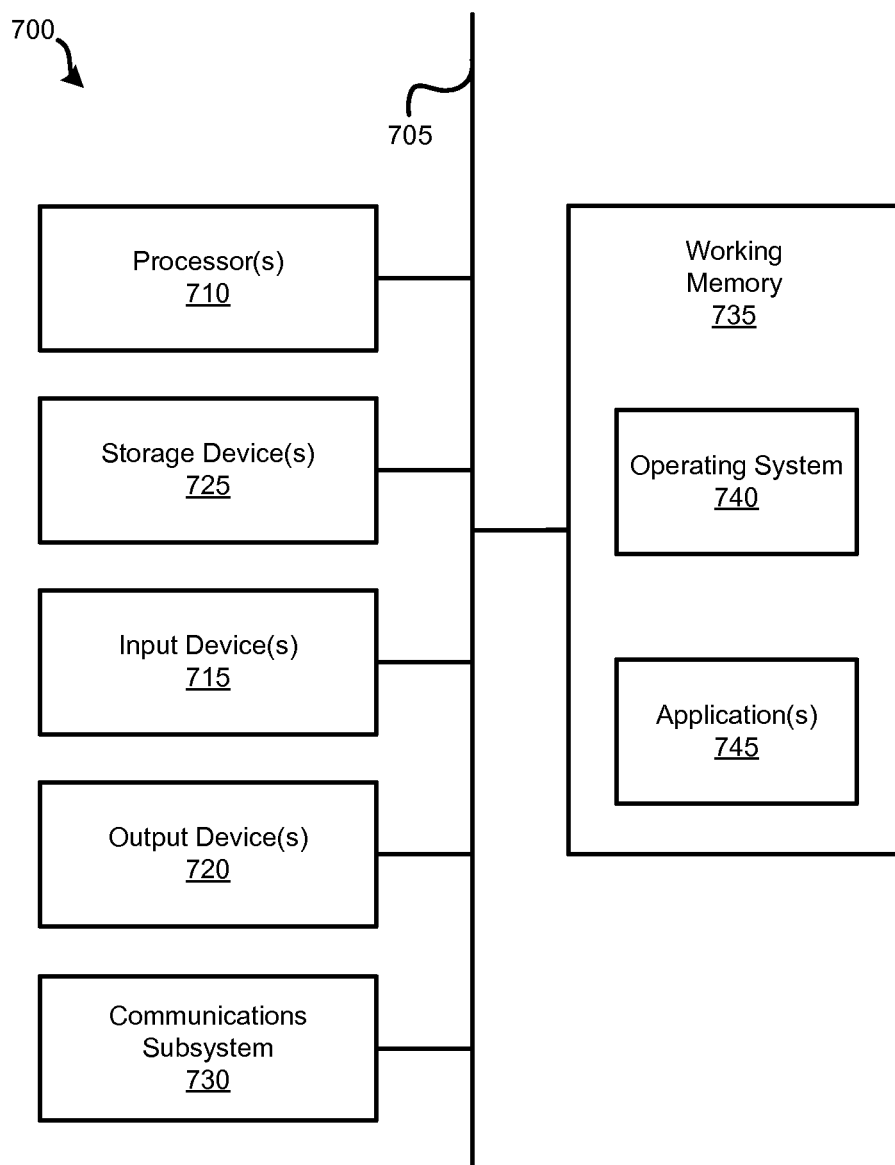 700
705
Processor(s)
710
Storage Device(s)
725
Input Device(s)
715
Output Device(s)
720
Communications
Subsystem
730
Working
Memory
735
Operating System
740
Application(s)
745